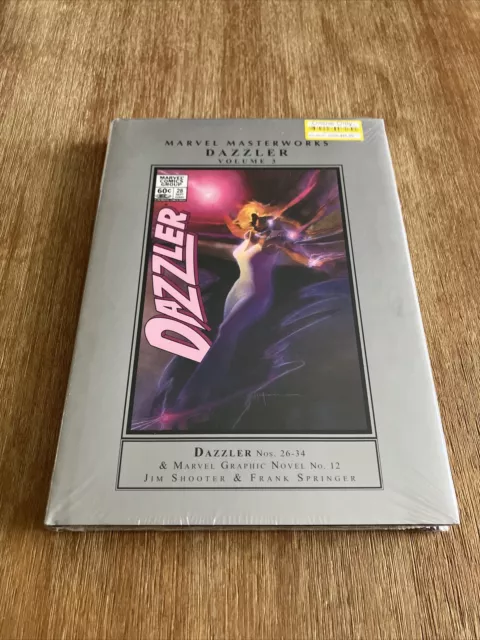 MARVEL MASTERWORKS
DAZZLER
VOLUME 3
MARVEL
COMICS
GROUP
60¢
DAZZLER
DAZZLER Nos. 26-34
& MARVEL GRAPHIC NOVEL No. 12
JIM SHOOTER & FRANK SPRINGER